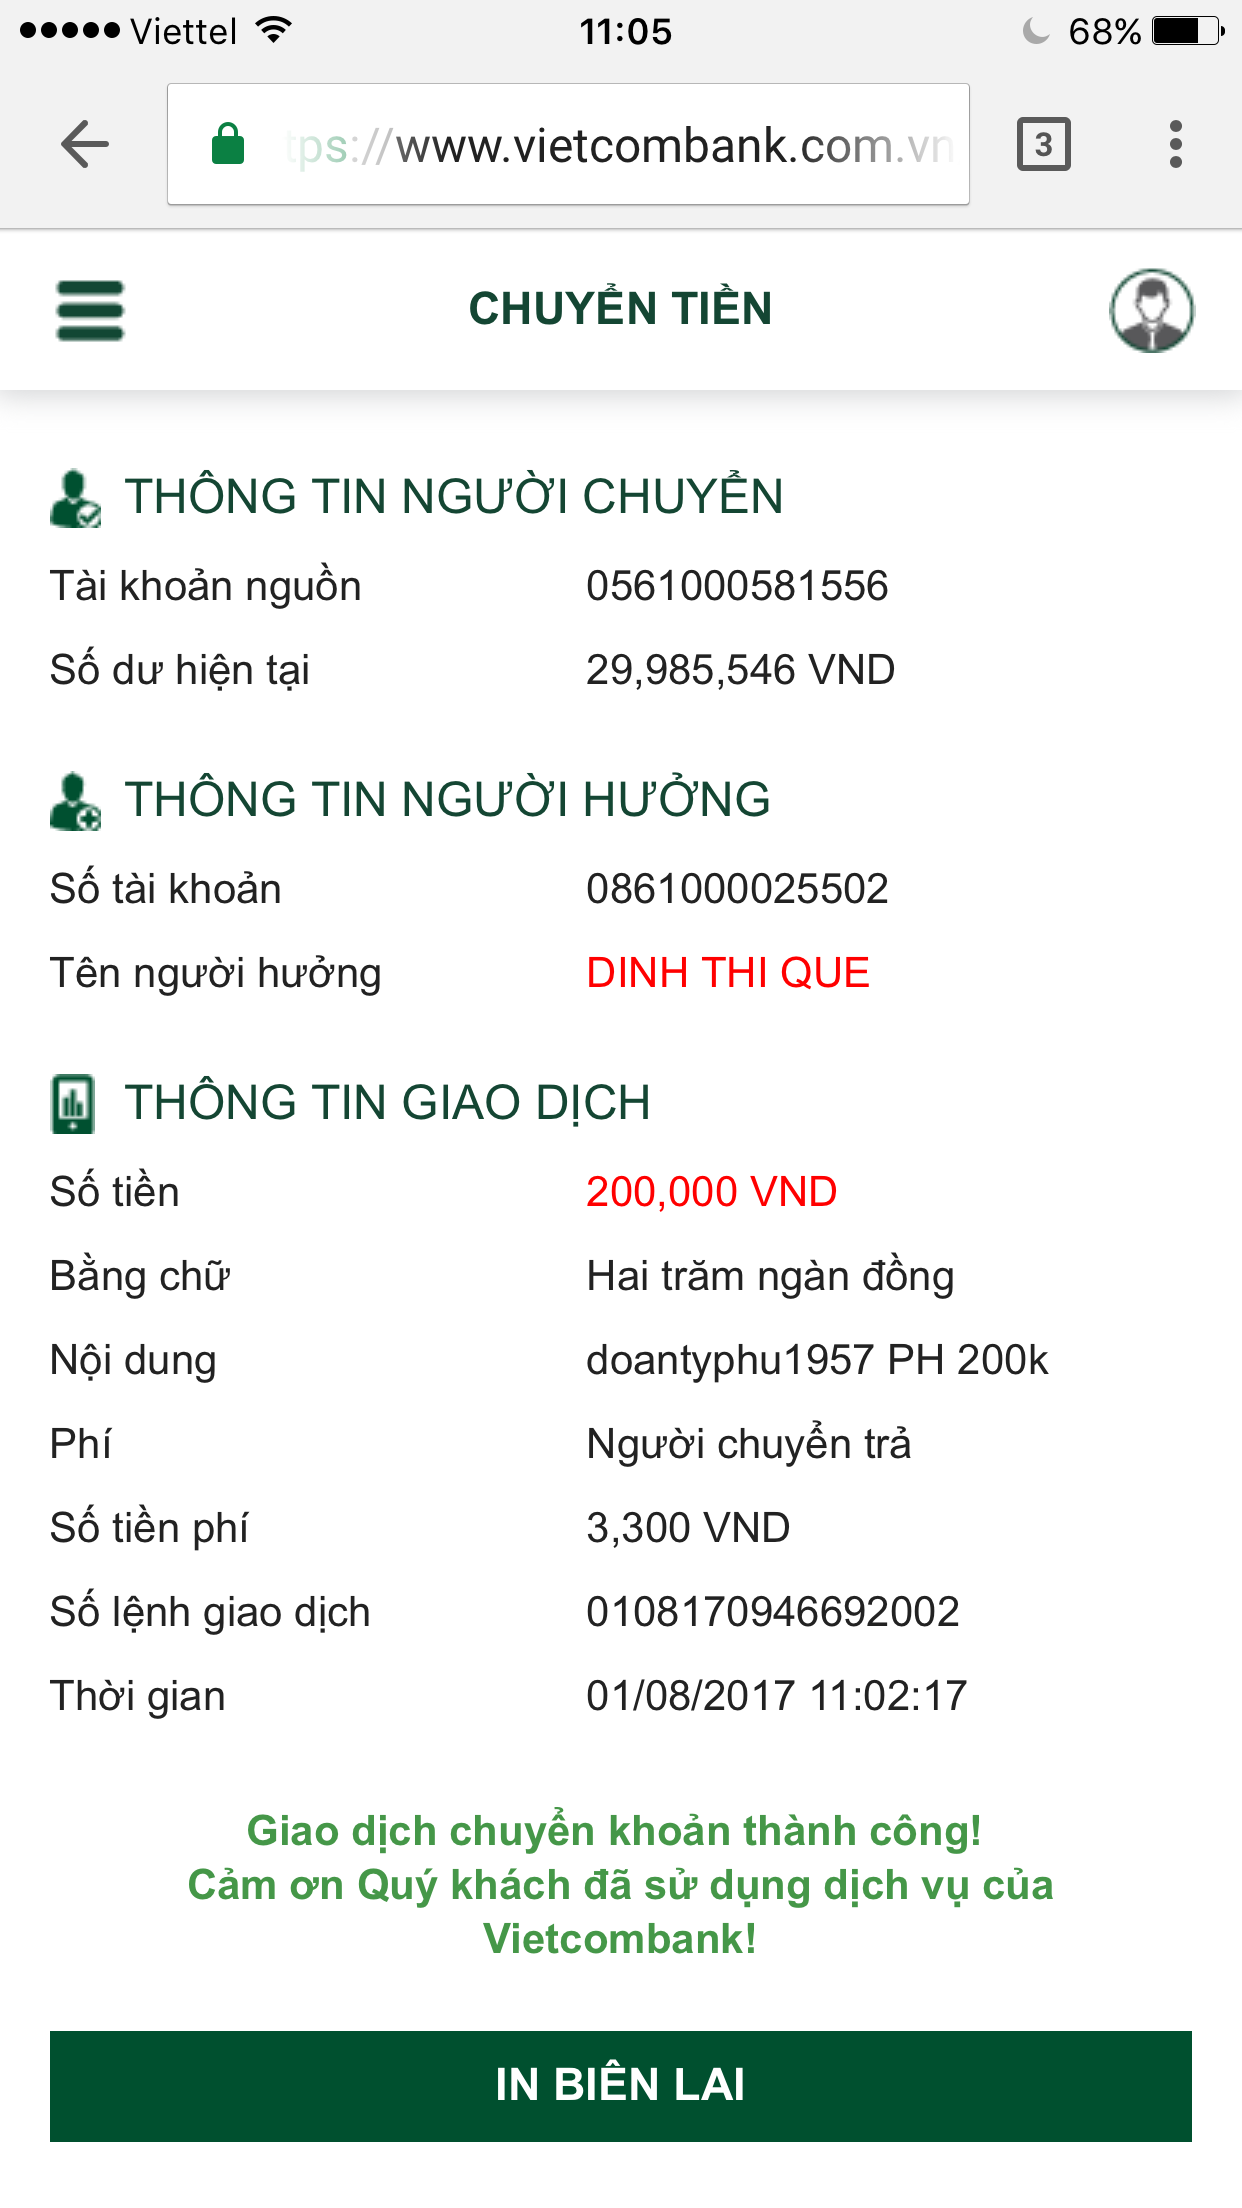 Viettel 11:05 68%
tps://www.vietcombank.com.vn 3
CHUYỂN TIỀN
THÔNG TIN NGƯỜI CHUYỂN
Tài khoản nguồn 0561000581556
Số dư hiện tại 29,985,546 VND
THÔNG TIN NGƯỜI HƯỞNG
Số tài khoản 0861000025502
Tên người hưởng DINH THI QUE
THÔNG TIN GIAO DỊCH
Số tiền 200,000 VND
Bằng chữ Hai trăm ngàn đồng
Nội dung doantyphu1957 PH 200k
Phí Người chuyển trả
Số tiền phí 3,300 VND
Số lệnh giao dịch 0108170946692002
Thời gian 01/08/2017 11:02:17
Giao dịch chuyển khoản thành công!
Cảm ơn Quý khách đã sử dụng dịch vụ của
Vietcombank!
IN BIÊN LAI